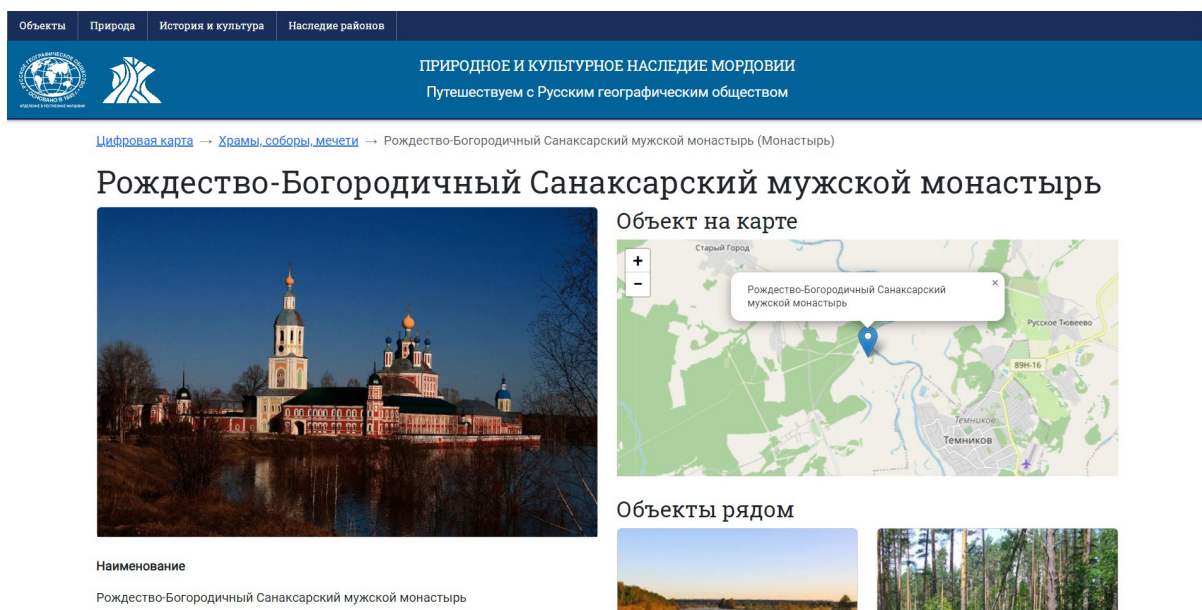 Объекты
Природа
История и культура
Наследие районов
ПРИРОДНОЕ И КУЛЬТУРНОЕ НАСЛЕДИЕ МОРДОВИИ
Путешествуем с Русским географическим обществом
Цифровая карта → Храмы, соборы, мечети → Рождество-Богородичный Санаксарский мужской монастырь (Монастырь)
Рождество-Богородичный Санаксарский мужской монастырь
Объект на карте
+
−
Старый Город
Рождество-Богородичный Санаксарский
мужской монастырь
×
Русское Тювеево
89Н-16
Темников
Темников
Объекты рядом
Наименование
Рождество-Богородичный Санаксарский мужской монастырь